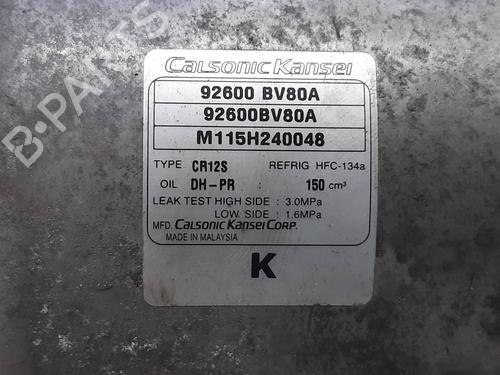 Calsonic Kansei
92600 BV80A
92600BV80A
M115H240048
TYPE CR12S REFRIG HFC-134a
OIL DH-PR : 150 cm³
LEAK TEST HIGH SIDE : 3.0MPa
LOW SIDE : 1.6MPa
MFD. Calsonic Kansei Corp.
MADE IN MALAYSIA
K
B-PARTS